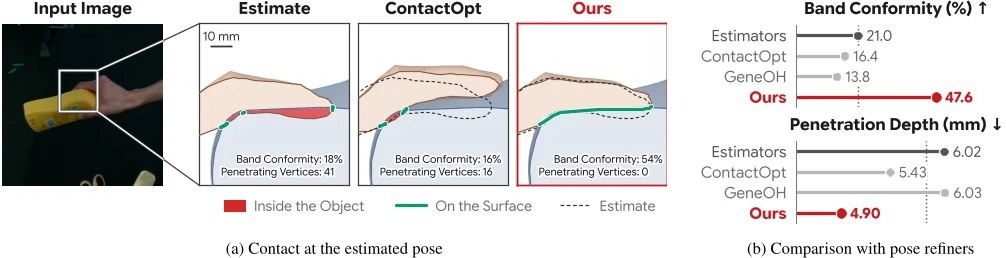 Input Image
Estimate
ContactOpt
Ours
10 mm
Band Conformity: 18%
Penetrating Vertices: 41
Band Conformity: 16%
Penetrating Vertices: 16
Band Conformity: 54%
Penetrating Vertices: 0
Inside the Object
On the Surface
Estimate
(a) Contact at the estimated pose
Band Conformity (%) ↑
Estimators 21.0
ContactOpt 16.4
GeneOH 13.8
Ours 47.6
Penetration Depth (mm) ↓
Estimators 6.02
ContactOpt 5.43
GeneOH 6.03
Ours 4.90
(b) Comparison with pose refiners